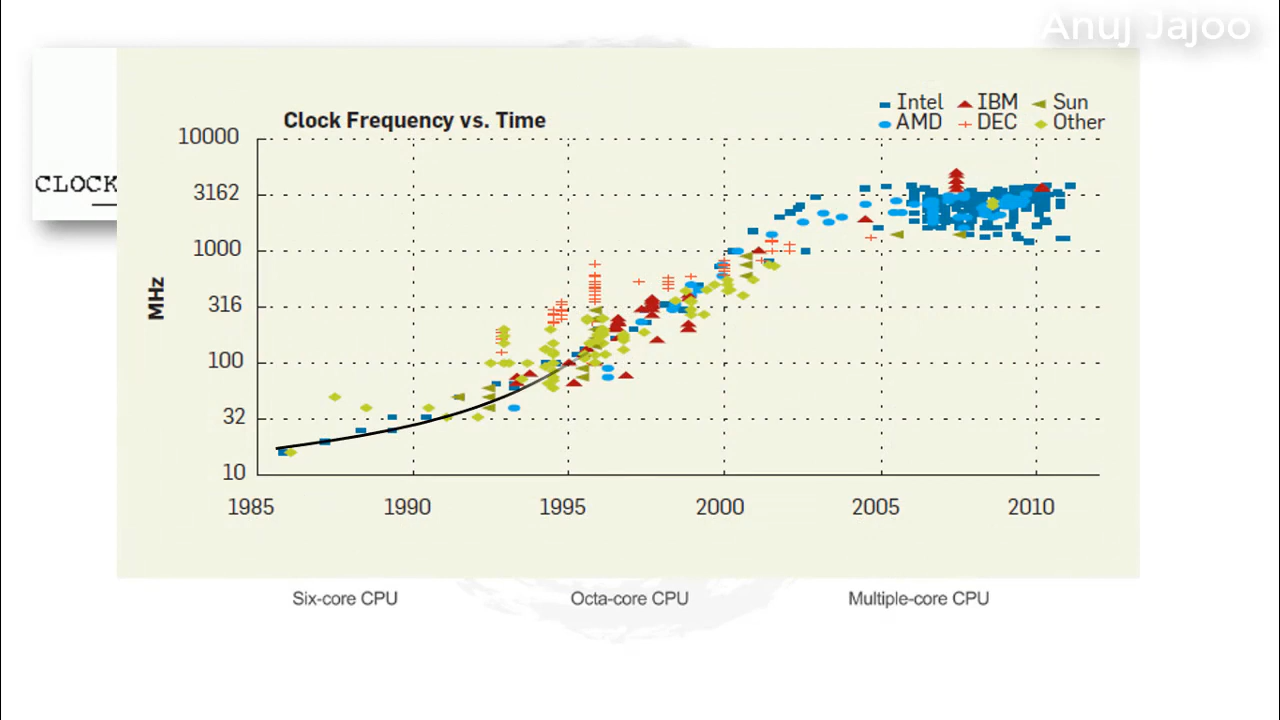 Anuj Jajoo
Intel IBM Sun
Clock Frequency vs. Time
AMD DEC Other
10000
CLOCK
3162
1000
MHz
316
100
32
10
1985 1990 1995 2000 2005 2010
Six-core CPU Octa-core CPU Multiple-core CPU